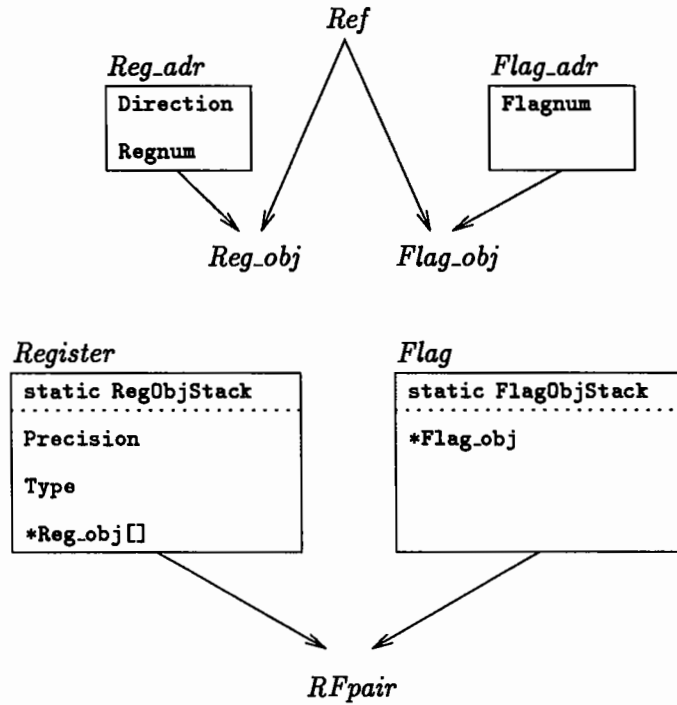 Ref
Reg_adr
Flag_adr
Direction
Flagnum
Regnum
Reg_obj
Flag_obj
Register
Flag
static RegObjStack
static FlagObjStack
Precision
*Flag_obj
Type
*Reg_obj[]
RFpair